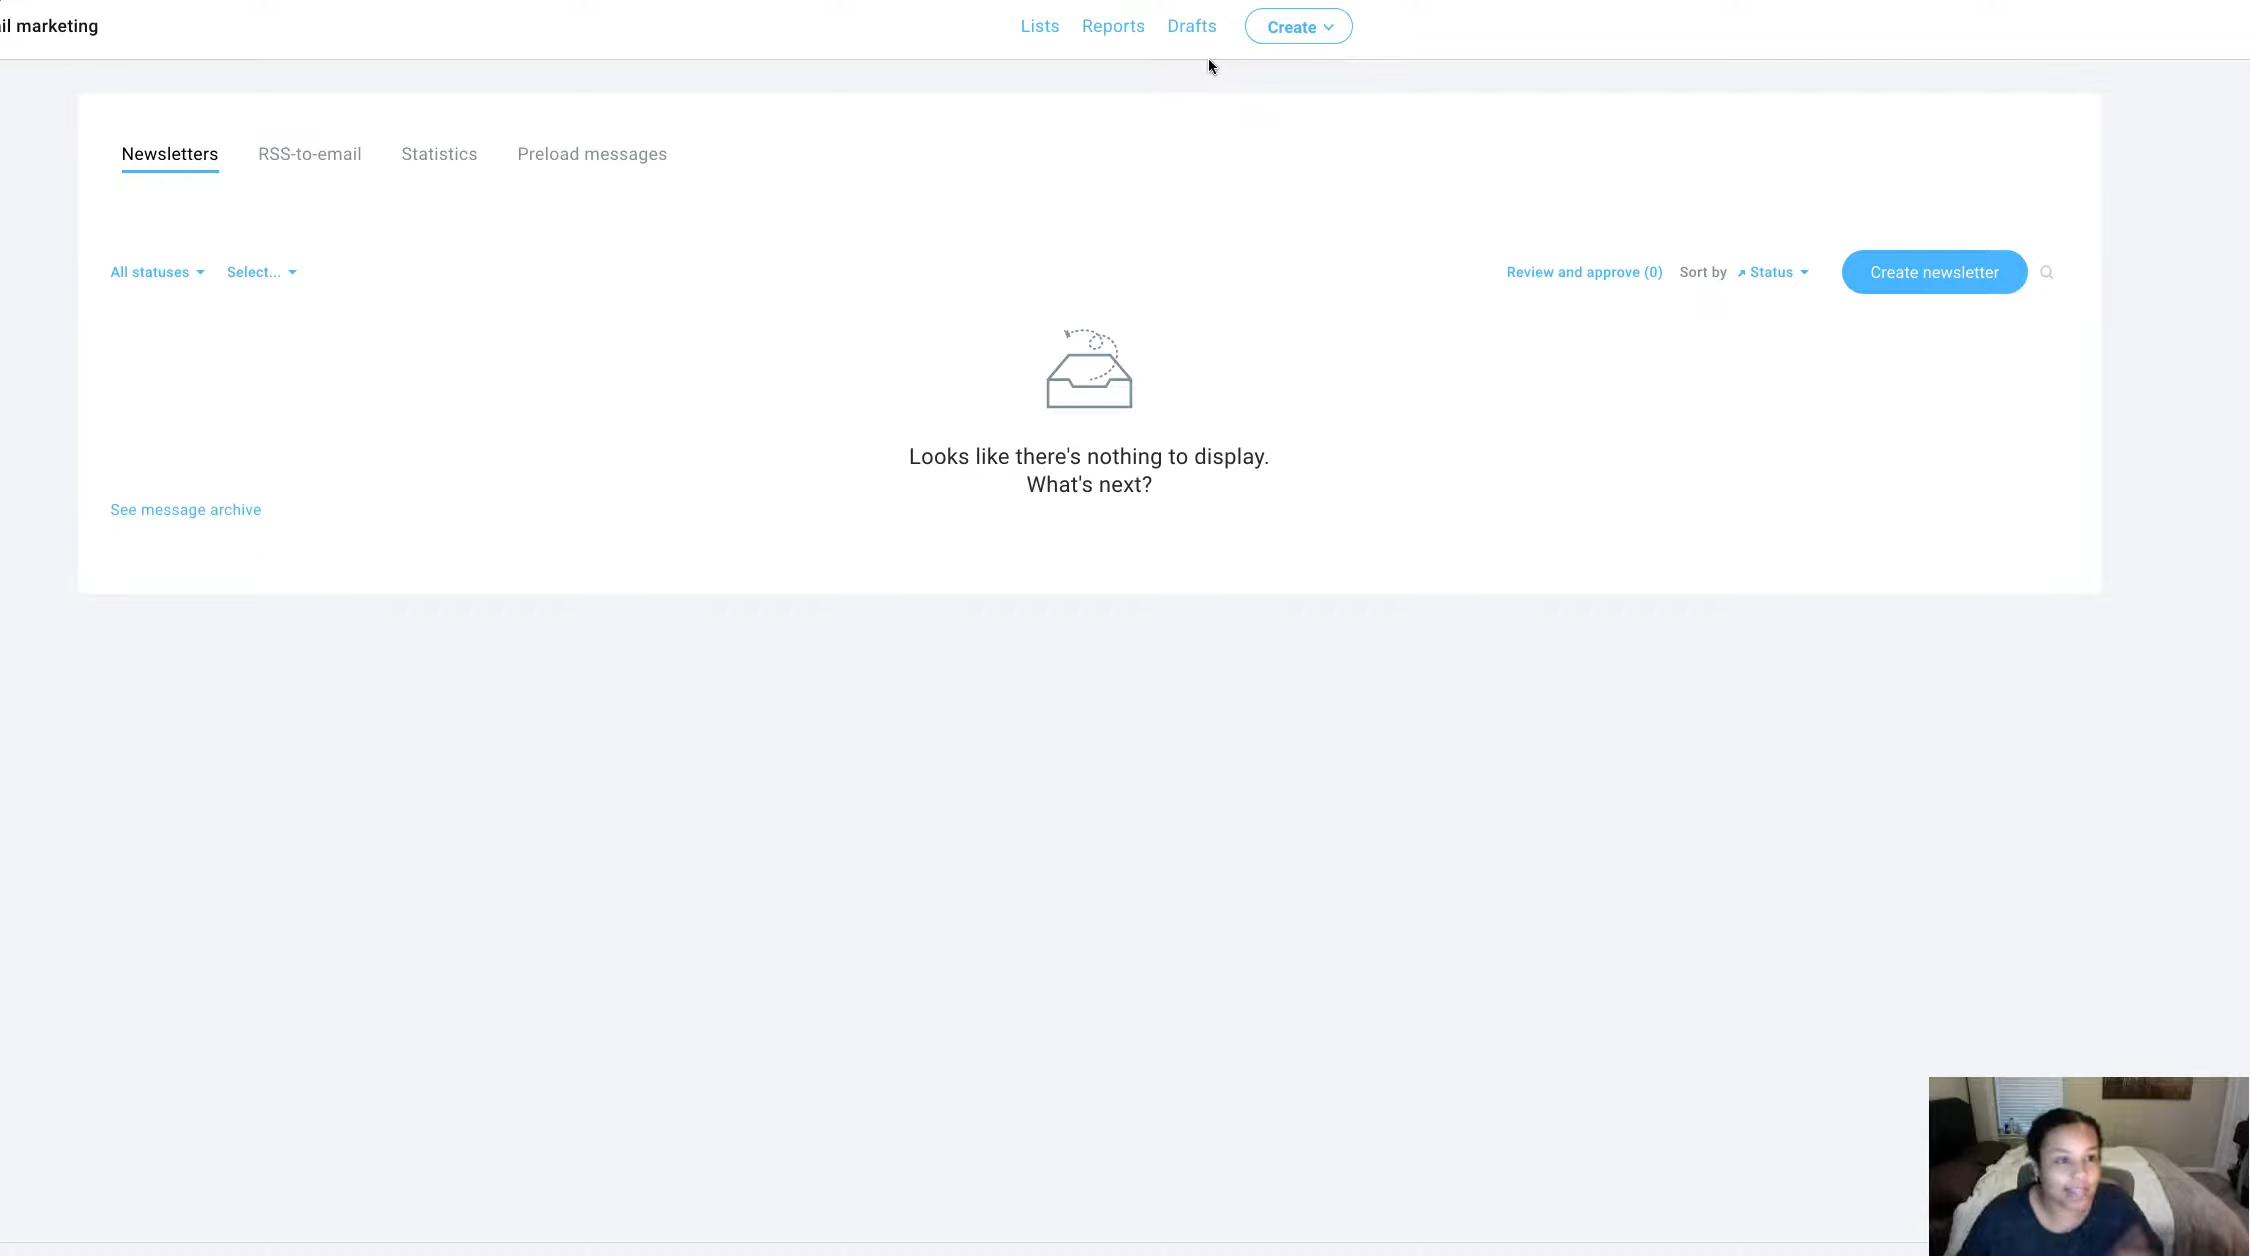 il marketing
Lists Reports Drafts Create
Newsletters RSS-to-email Statistics Preload messages
All statuses Select... Review and approve (0) Sort by Status Create newsletter
Looks like there's nothing to display.
What's next?
See message archive